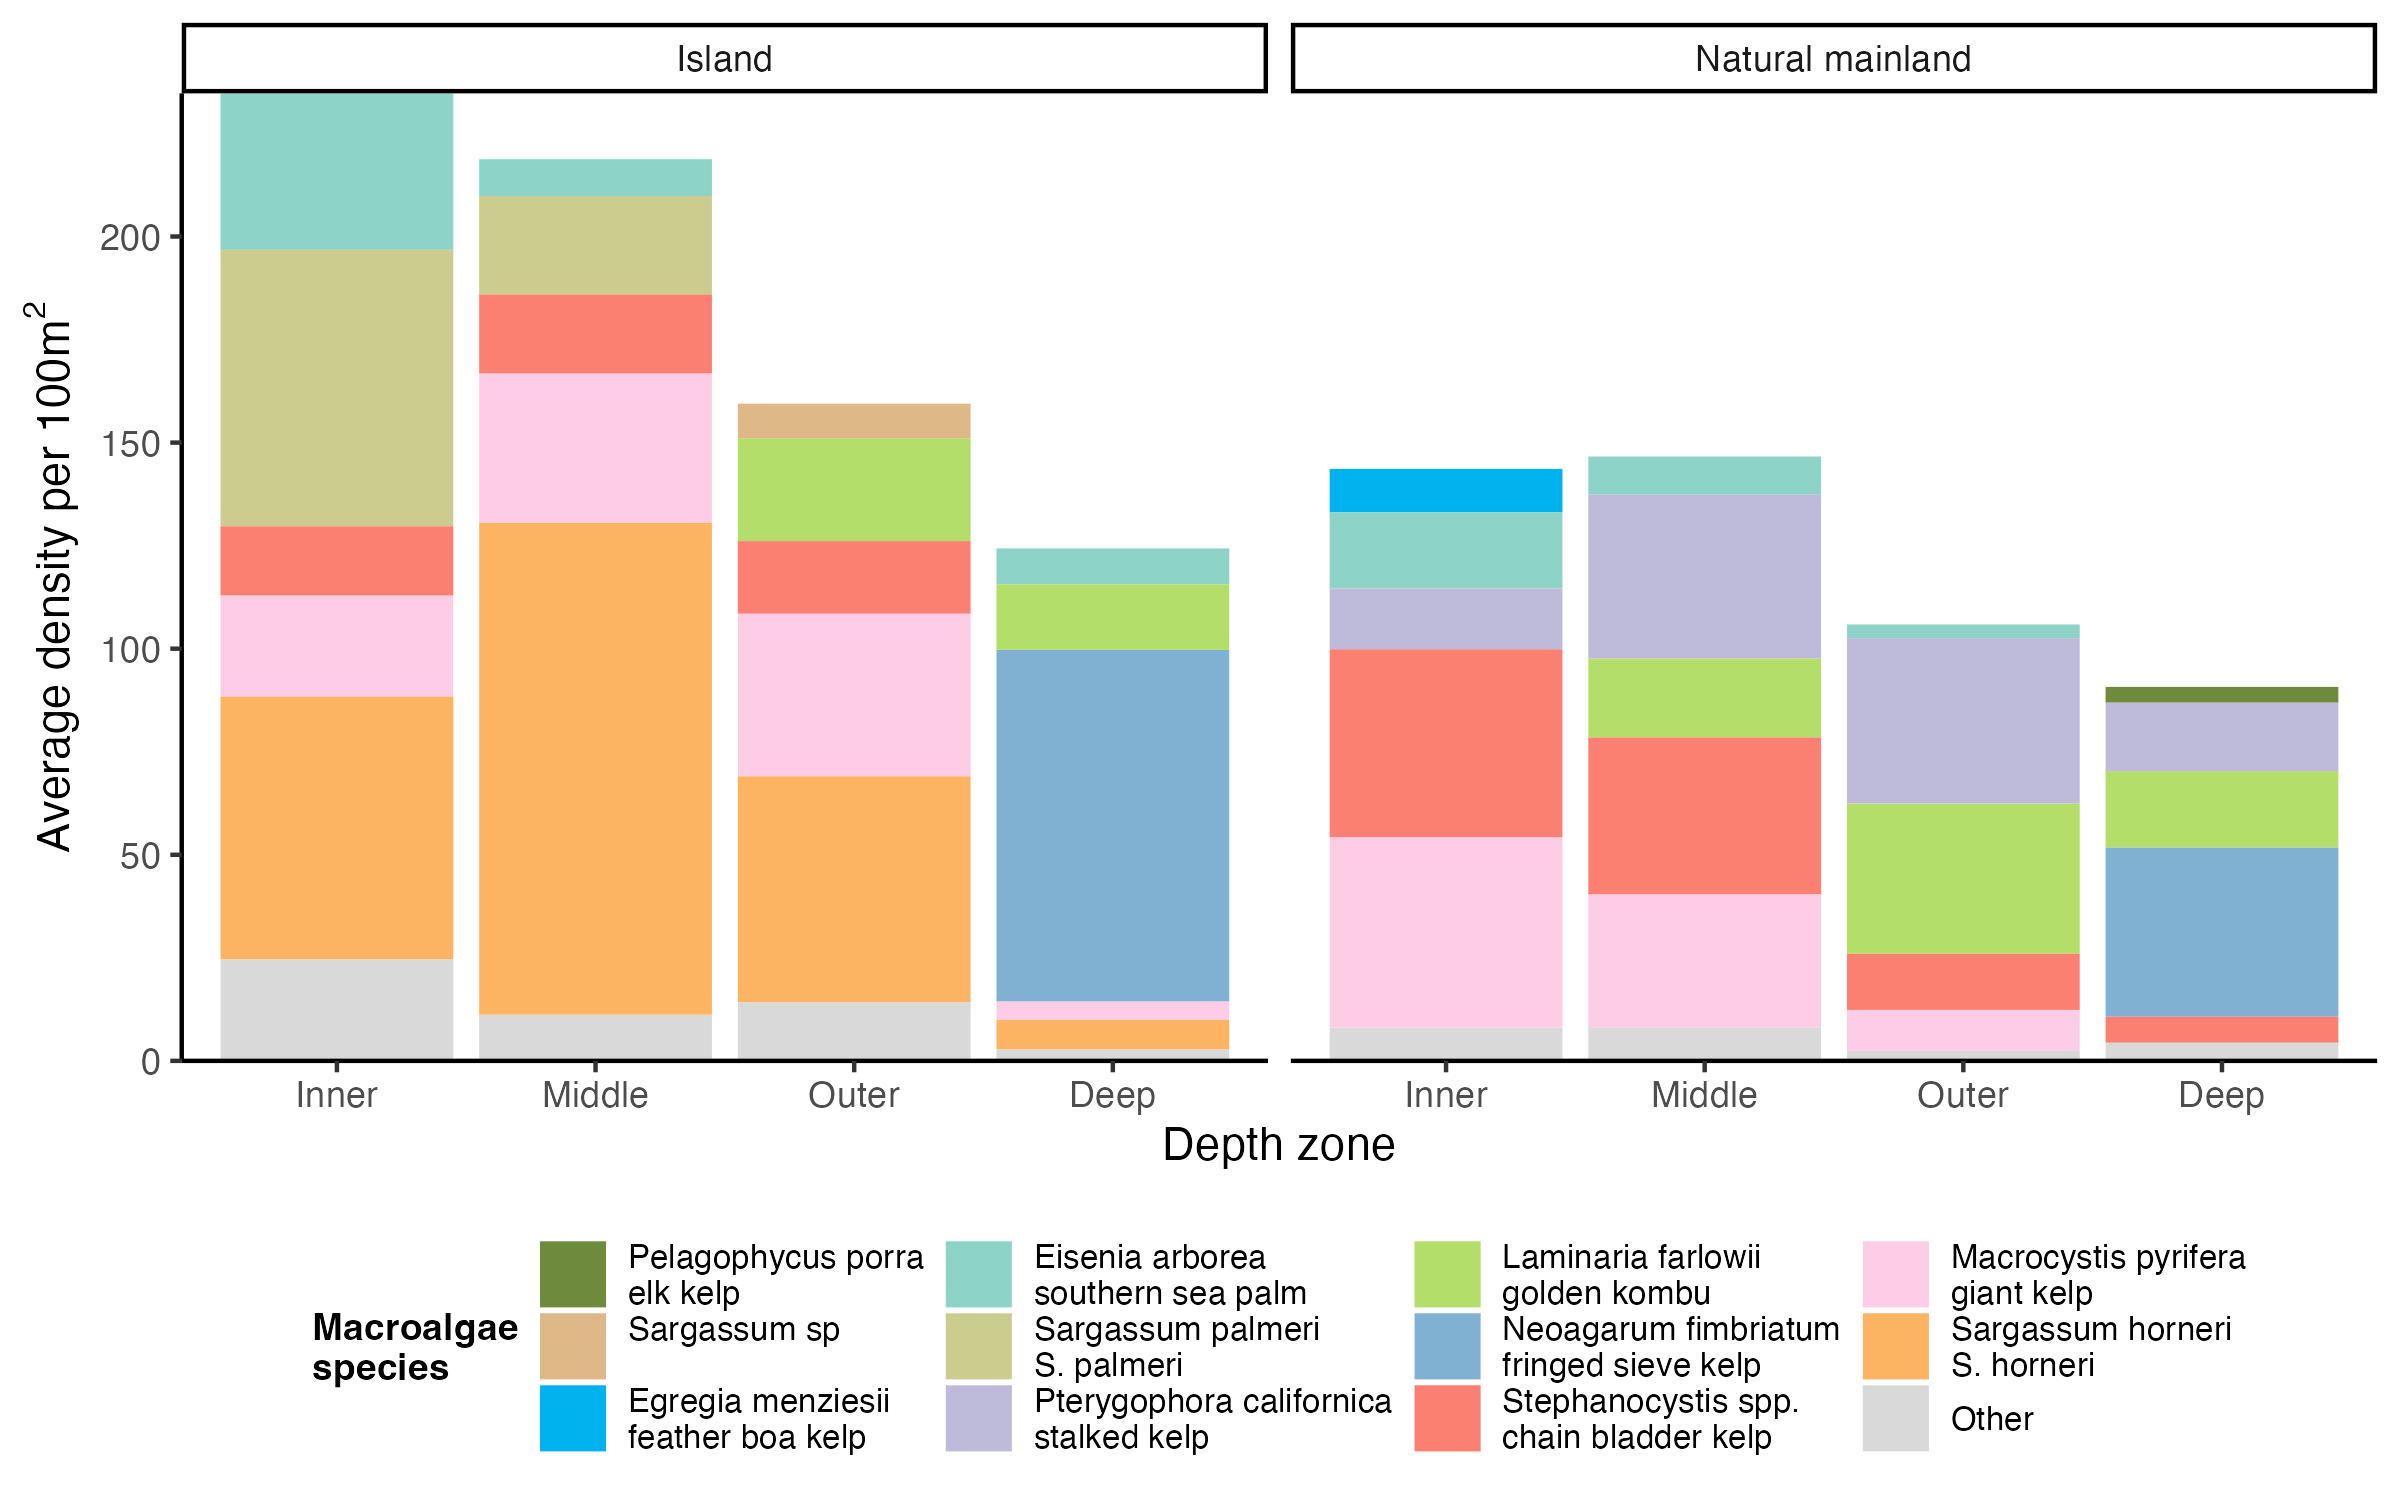 Island
Natural mainland
Average density per 100m²
200
150
100
50
0
Inner
Middle
Outer
Deep
Inner
Middle
Outer
Deep
Depth zone
Macroalgae
species
Pelagophycus porra
elk kelp
Sargassum sp
Egregia menziesii
feather boa kelp
Eisenia arborea
southern sea palm
Sargassum palmeri
S. palmeri
Pterygophora californica
stalked kelp
Laminaria farlowii
golden kombu
Neoagarum fimbriatum
fringed sieve kelp
Stephanocystis spp.
chain bladder kelp
Macrocystis pyrifera
giant kelp
Sargassum horneri
S. horneri
Other